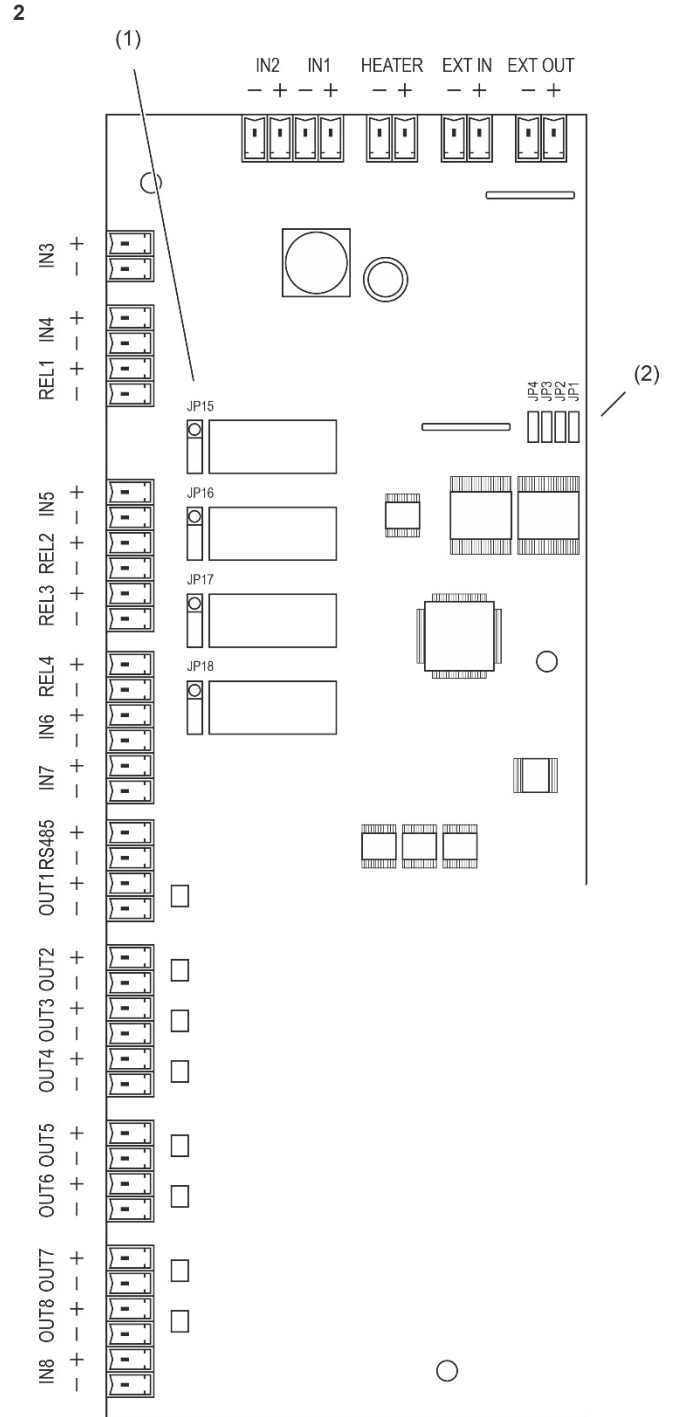 2
(1)
IN2 IN1 HEATER EXT IN EXT OUT
− + − + − + − + − +
IN3 + −
IN4 + −
REL1 + −
JP15
JP4
JP3
JP2
JP1
(2)
IN5 + −
REL2 + −
REL3 + −
JP16
JP17
REL4 + −
IN6 + −
IN7 + −
JP18
RS485 + −
OUT1 + −
OUT2 + −
OUT3 + −
OUT4 + −
OUT5 + −
OUT6 + −
OUT7 + −
OUT8 + −
IN8 + −